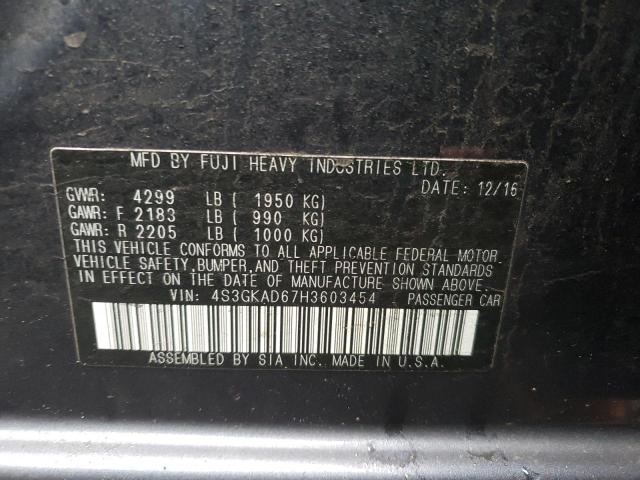 MFD BY FUJI HEAVY INDUSTRIES LTD.
DATE: 12/16
GVWR: 4299 LB ( 1950 KG)
GAWR: F 2183 LB ( 990 KG)
GAWR: R 2205 LB ( 1000 KG)
THIS VEHICLE CONFORMS TO ALL APPLICABLE FEDERAL MOTOR
VEHICLE SAFETY, BUMPER, AND THEFT PREVENTION STANDARDS
IN EFFECT ON THE DATE OF MANUFACTURE SHOWN ABOVE.
VIN: 4S3GKAD67H3603454 PASSENGER CAR
ASSEMBLED BY SIA INC. MADE IN U.S.A.